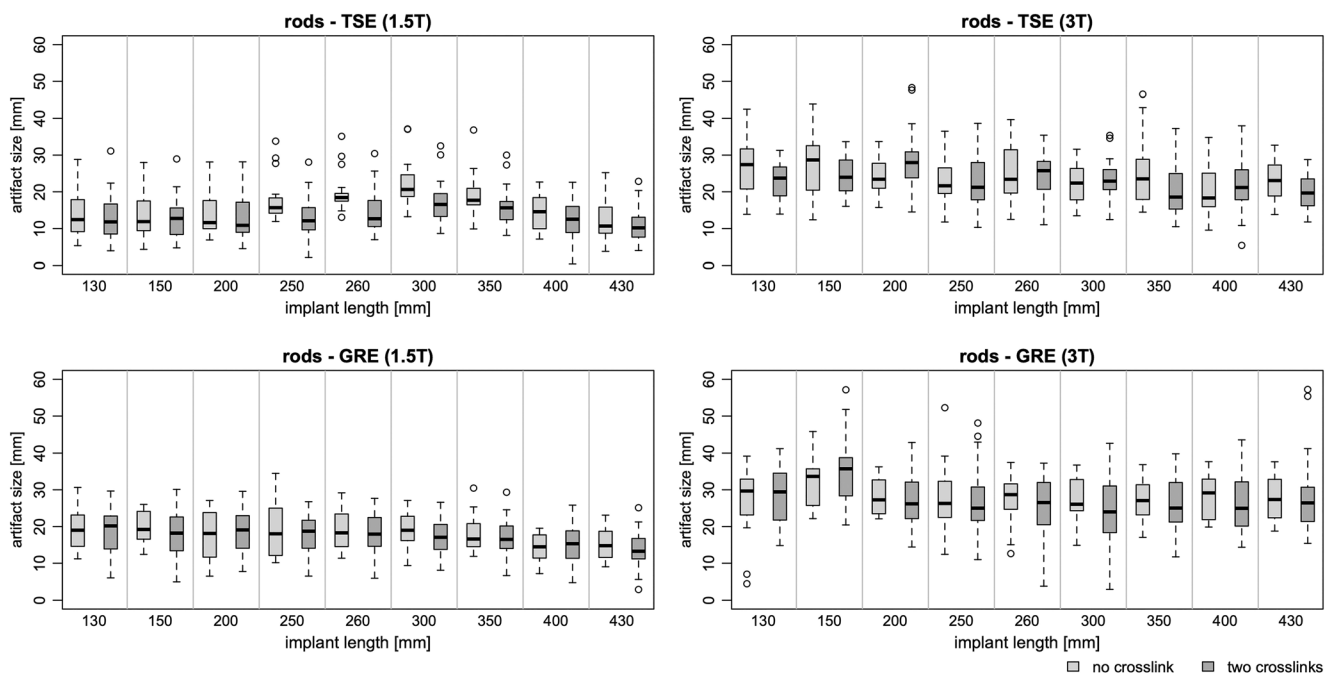 rods - TSE (1.5T)
artifact size [mm]
60
50
40
30
20
10
0
130 150 200 250 260 300 350 400 430
implant length [mm]
rods - TSE (3T)
artifact size [mm]
60
50
40
30
20
10
0
130 150 200 250 260 300 350 400 430
implant length [mm]
rods - GRE (1.5T)
artifact size [mm]
60
50
40
30
20
10
0
130 150 200 250 260 300 350 400 430
implant length [mm]
rods - GRE (3T)
artifact size [mm]
60
50
40
30
20
10
0
130 150 200 250 260 300 350 400 430
implant length [mm]
no crosslink two crosslinks